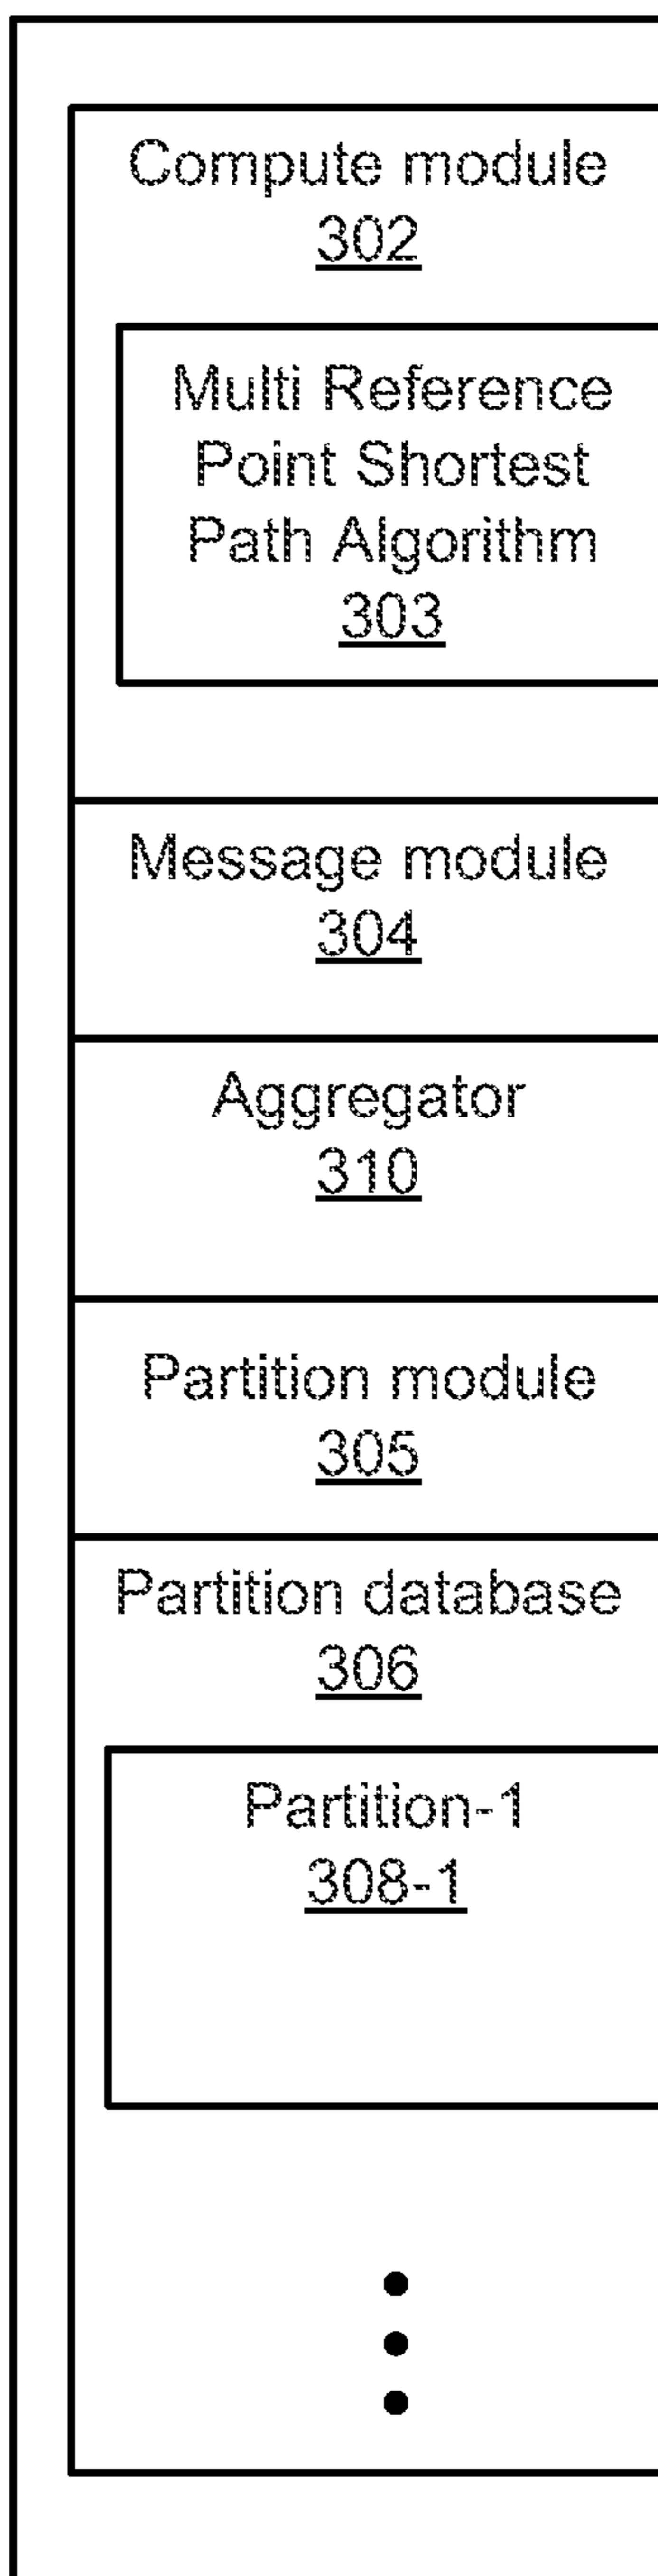 Compute module
302
Multi Reference
Point Shortest
Path Algorithm
303
Message module
304
Aggregator
310
Partition module
305
Partition database
306
Partition-1
308-1